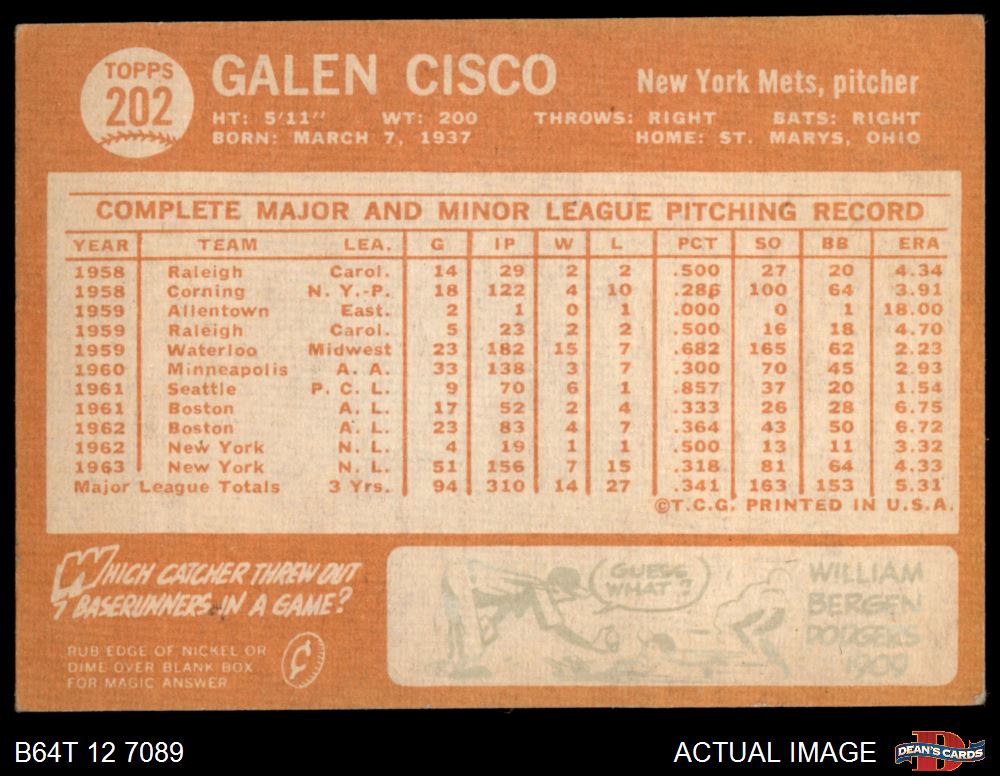 TOPPS
202
GALEN CISCO
New York Mets, pitcher
HT: 5'11" WT: 200 THROWS: RIGHT BATS: RIGHT
BORN: MARCH 7, 1937 HOME: ST. MARYS, OHIO
COMPLETE MAJOR AND MINOR LEAGUE PITCHING RECORD
YEAR TEAM LEA. G IP W L PCT SO BB ERA
1958 Raleigh Carol. 14 29 2 2 .500 27 20 4.34
1958 Corning N. Y.-P. 18 122 4 10 .286 100 64 3.91
1959 Allentown East. 2 1 0 1 .000 0 1 18.00
1959 Raleigh Carol. 5 23 2 2 .500 16 18 4.70
1959 Waterloo Midwest 23 182 15 7 .682 165 62 2.23
1960 Minneapolis A. A. 33 138 3 7 .300 70 45 2.93
1961 Seattle P. C. L. 9 70 6 1 .857 37 20 1.54
1961 Boston A. L. 17 52 2 4 .333 26 28 6.75
1962 Boston A. L. 23 83 4 7 .364 43 50 6.72
1962 New York N. L. 4 19 1 1 .500 13 11 3.32
1963 New York N. L. 51 156 7 15 .318 81 64 4.33
Major League Totals 3 Yrs. 94 310 14 27 .341 163 153 5.31
©T.C.G. PRINTED IN U.S.A.
WHICH CATCHER THREW OUT
7 BASERUNNERS IN A GAME?
RUB EDGE OF NICKEL OR
DIME OVER BLANK BOX
FOR MAGIC ANSWER
GUESS
WHAT?
WILLIAM
BERGEN
DODGERS
1909
B64T 12 7089
ACTUAL IMAGE
D
DEAN'S CARDS